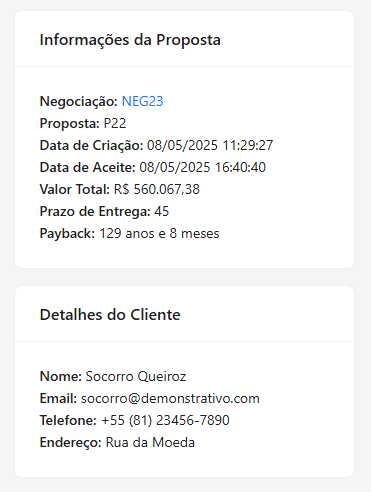 Informações da Proposta
Negociação: NEG23
Proposta: P22
Data de Criação: 08/05/2025 11:29:27
Data de Aceite: 08/05/2025 16:40:40
Valor Total: R$ 560.067,38
Prazo de Entrega: 45
Payback: 129 anos e 8 meses
Detalhes do Cliente
Nome: Socorro Queiroz
Email: socorro@demonstrativo.com
Telefone: +55 (81) 23456-7890
Endereço: Rua da Moeda